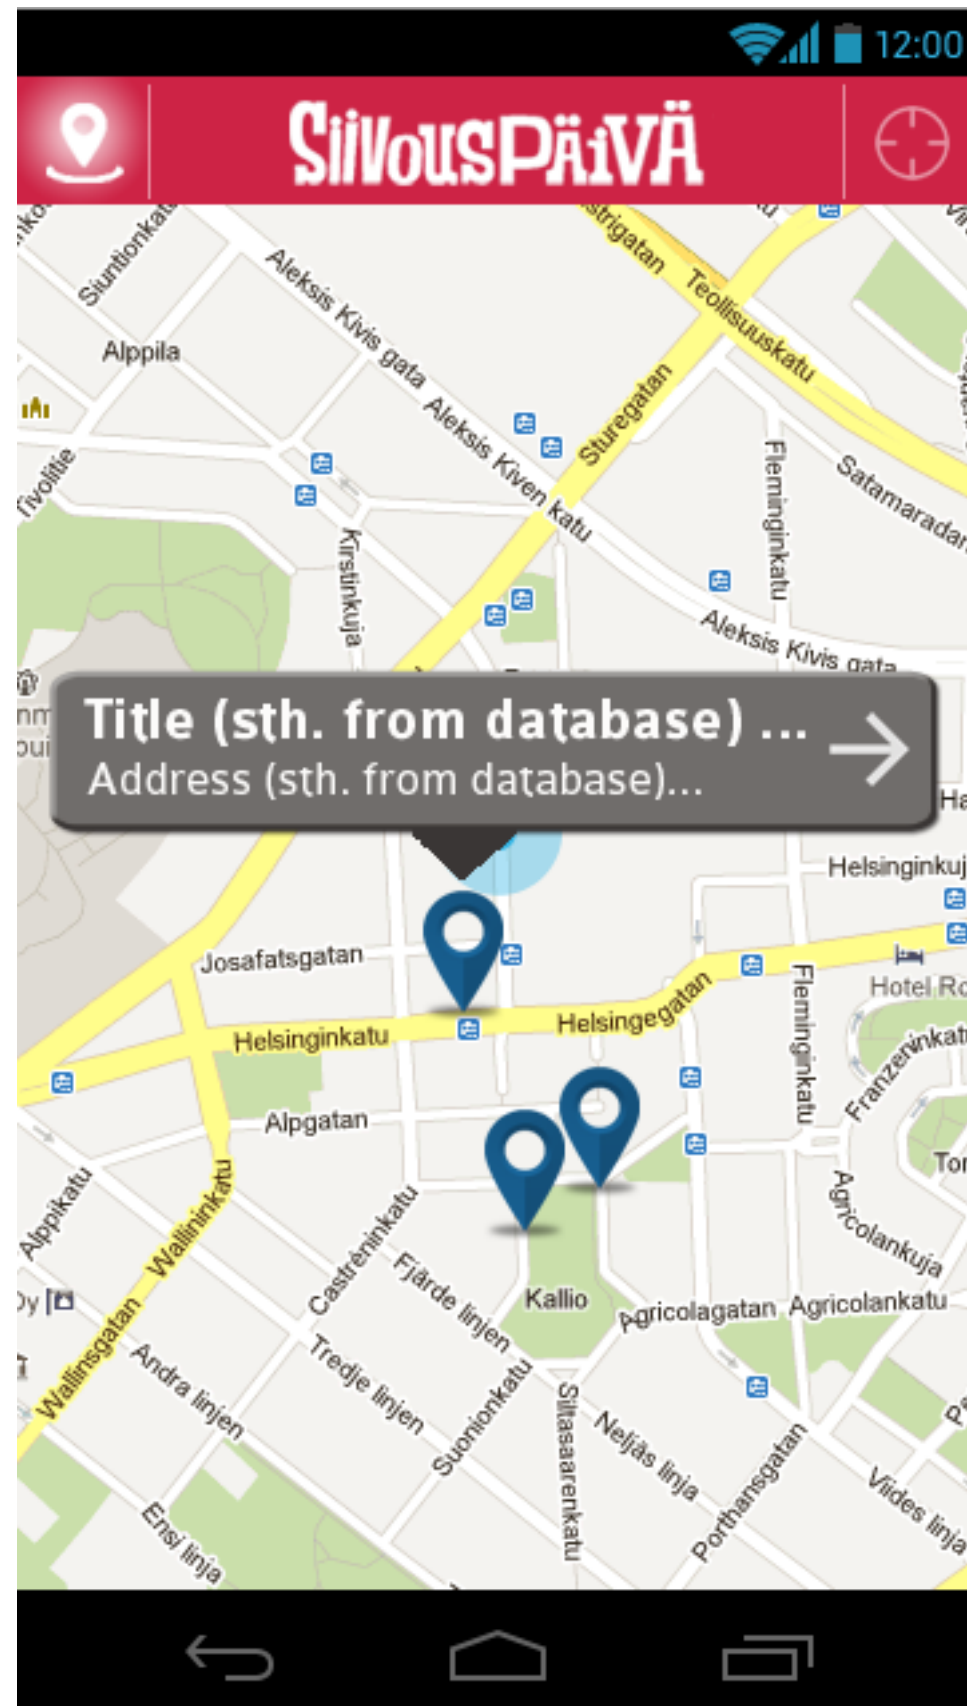 12:00
SIIVOUSPÄIVÄ
Siuntionkatu
Teollisuuskatu
Aleksis Kivis gata
Alppila
Sturegatan
Aleksis Kiven katu
Fleminginkatu
Satamaradan
Tivolitie
Kirstinkuja
Aleksis Kivis gata
Title (sth. from database) ...
Address (sth. from database)...
Helsinginkuj
Josafatsgatan
Hotel Ro
Helsinginkatu
Helsingegatan
Fleminginkatu
Franzeninkatu
Alpgatan
Alppikatu
Wallininkatu
Castréninkatu
Agricolankuja
Fjärde linjen
Kallio
Agricolagatan
Agricolankatu
Wallinsgatan
Andra linjen
Tredje linjen
Suonionkatu
Siltasaarenkatu
Neljäs linja
Porthansgatan
Viides linja
Ensi linja